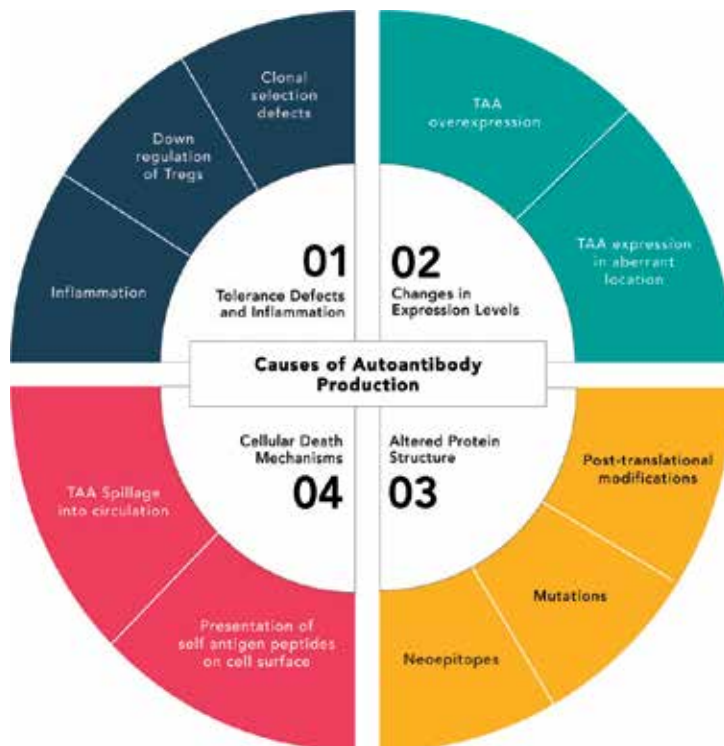 Clonal
selection
defects
Down
regulation
of Tregs
Inflammation
01
Tolerance Defects
and Inflammation
TAA
overexpression
TAA expression
in aberrant
location
02
Changes in
Expression Levels
Causes of Autoantibody
Production
Altered Protein
Structure
03
Post-translational
modifications
Mutations
Neoepitopes
Cellular Death
Mechanisms
04
TAA Spillage
into circulation
Presentation of
self antigen peptides
on cell surface